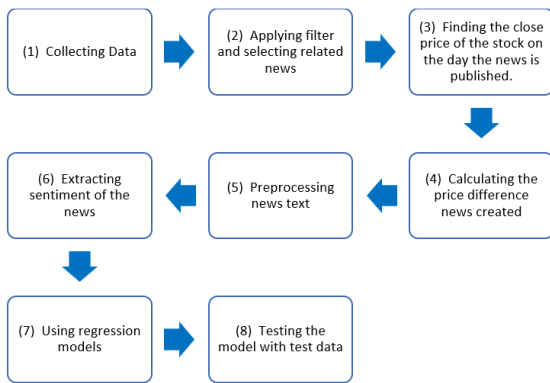 (1) Collecting Data
(2) Applying filter
and selecting related
news
(3) Finding the close
price of the stock on
the day the news is
published.
(4) Calculating the
price difference
news created
(5) Preprocessing
news text
(6) Extracting
sentiment of the
news
(7) Using regression
models
(8) Testing the
model with test data